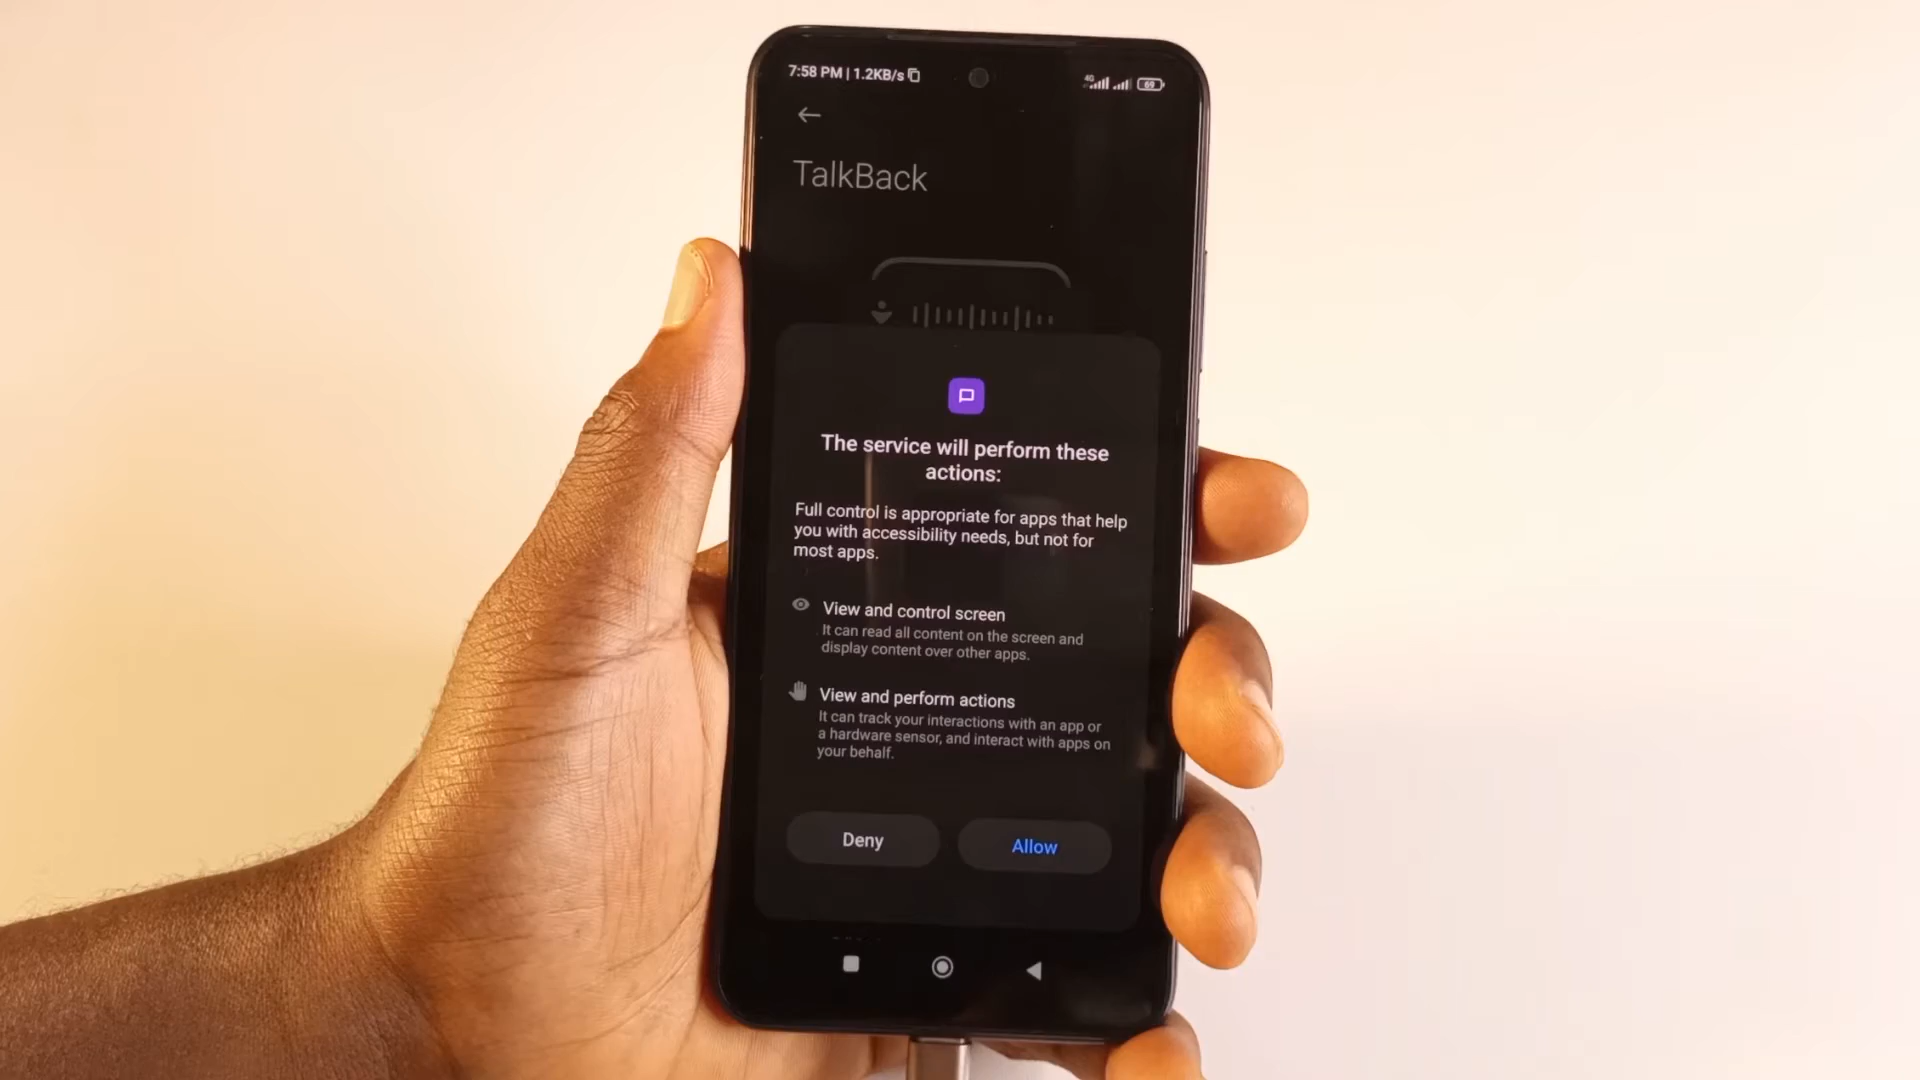 7:58 PM | 1.2KB/s
4G
69
TalkBack
The service will perform these
actions:
Full control is appropriate for apps that help
you with accessibility needs, but not for
most apps.
View and control screen
It can read all content on the screen and
display content over other apps.
View and perform actions
It can track your interactions with an app or
a hardware sensor, and interact with apps on
your behalf.
Deny
Allow